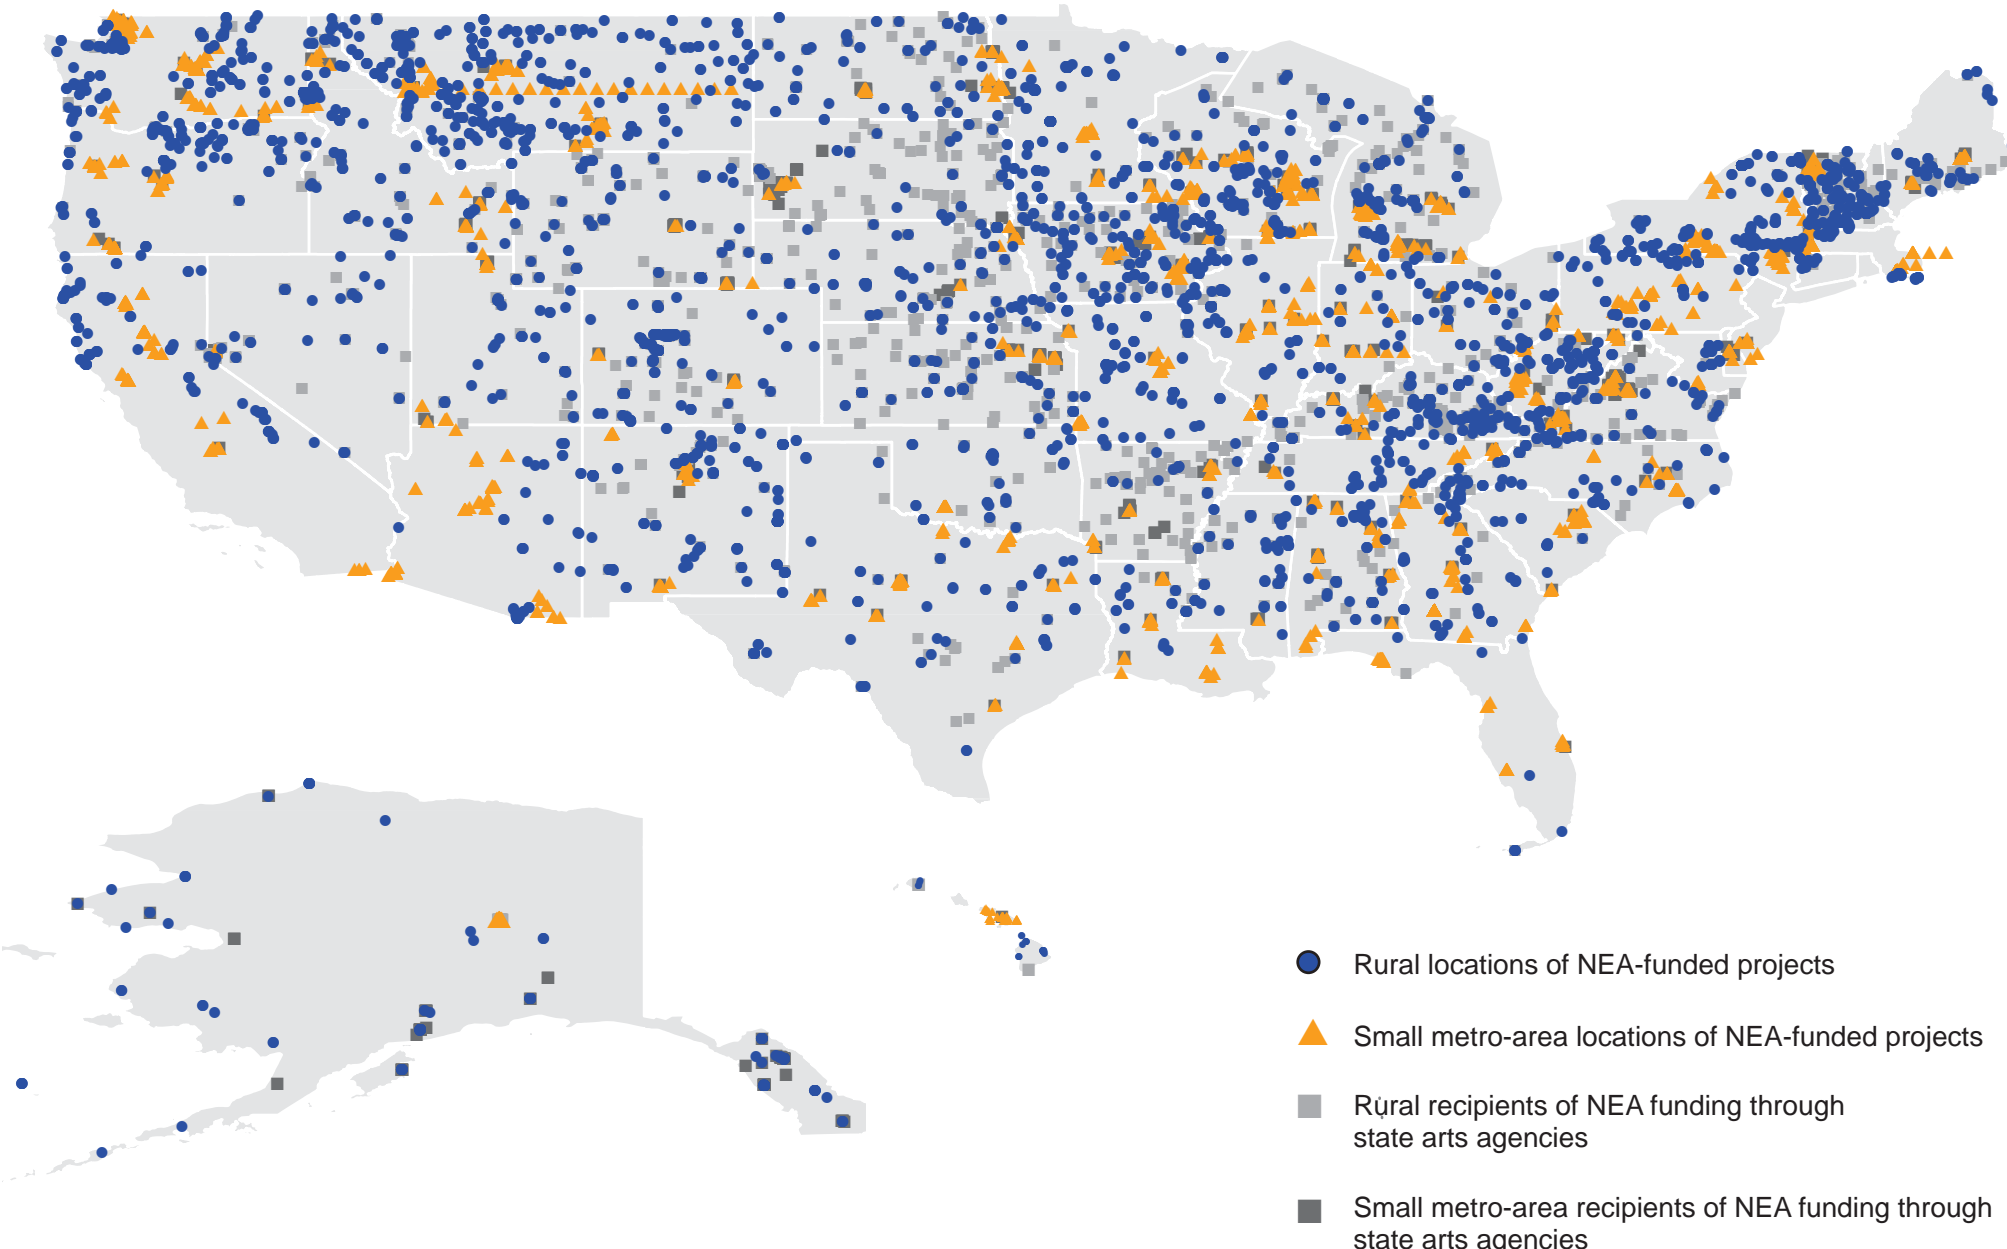 Rural locations of NEA-funded projects
Small metro-area locations of NEA-funded projects
Rural recipients of NEA funding through
state arts agencies
Small metro-area recipients of NEA funding through
state arts agencies